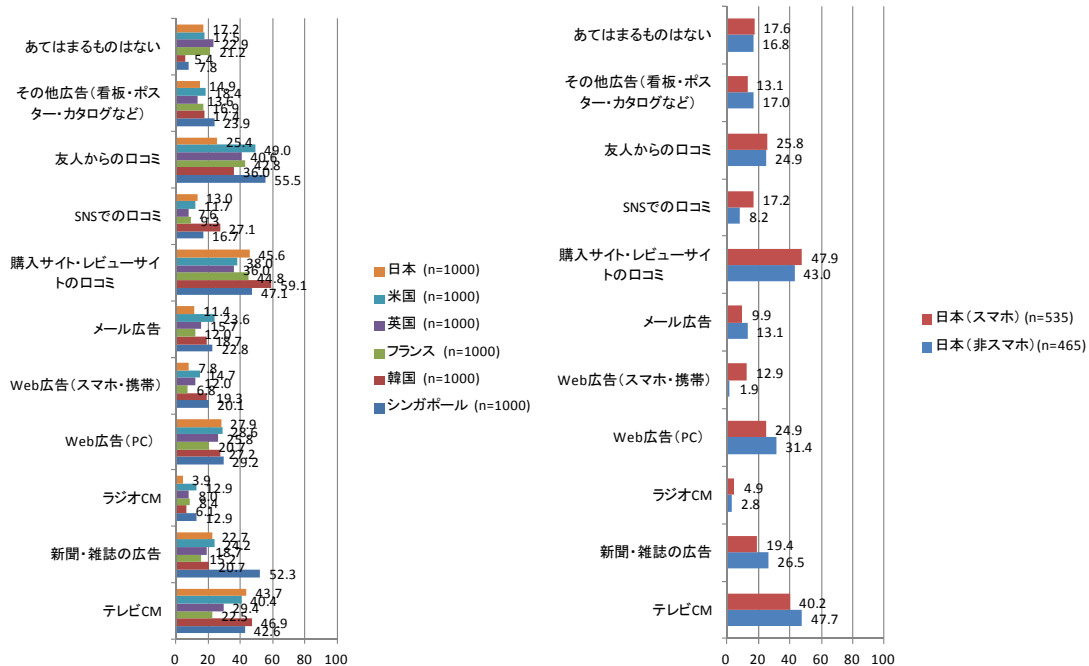 あてはまるものはない
17.2
17.5
22.9
21.2
5.4
7.8
その他広告(看板・ポス
ター・カタログなど)
14.9
18.4
13.6
16.9
17.4
23.9
友人からの口コミ
25.4
49.0
40.6
42.8
36.0
55.5
SNSでの口コミ
13.0
11.7
7.6
9.3
27.1
16.7
購入サイト・レビューサイ
トの口コミ
45.6
38.0
36.0
44.8
59.1
47.1
メール広告
11.4
23.6
15.7
12.0
18.7
22.8
Web広告(スマホ・携帯)
7.8
14.7
12.0
6.8
19.3
20.1
Web広告(PC)
27.9
28.6
25.8
20.7
27.2
29.2
ラジオCM
3.9
12.9
8.0
8.4
6.1
12.9
新聞・雑誌の広告
22.7
24.2
18.7
15.2
20.7
52.3
テレビCM
43.7
40.4
29.4
22.5
46.9
42.6
0 20 40 60 80 100
日本 (n=1000)
米国 (n=1000)
英国 (n=1000)
フランス (n=1000)
韓国 (n=1000)
シンガポール (n=1000)
あてはまるものはない
17.6
16.8
その他広告(看板・ポス
ター・カタログなど)
13.1
17.0
友人からの口コミ
25.8
24.9
SNSでの口コミ
17.2
8.2
購入サイト・レビューサイ
トの口コミ
47.9
43.0
メール広告
9.9
13.1
Web広告(スマホ・携帯)
12.9
1.9
Web広告(PC)
24.9
31.4
ラジオCM
4.9
2.8
新聞・雑誌の広告
19.4
26.5
テレビCM
40.2
47.7
0 20 40 60 80 100
日本(スマホ) (n=535)
日本(非スマホ) (n=465)